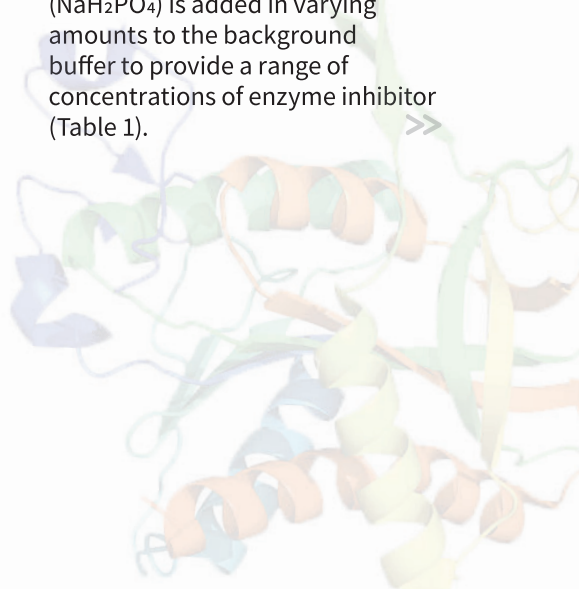 (NaH₂PO₄) is added in varying
amounts to the background
buffer to provide a range of
concentrations of enzyme inhibitor
(Table 1).
>>